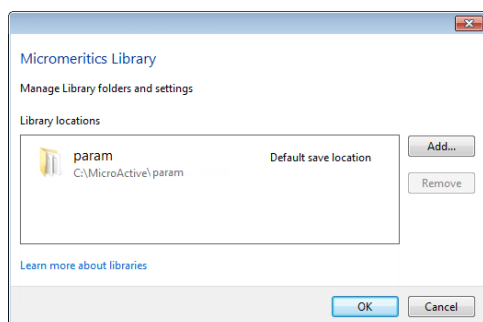 Micromeritics Library
Manage Library folders and settings
Library locations
param
Default save location
C:\MicroActive\param
Add...
Remove
Learn more about libraries
OK
Cancel